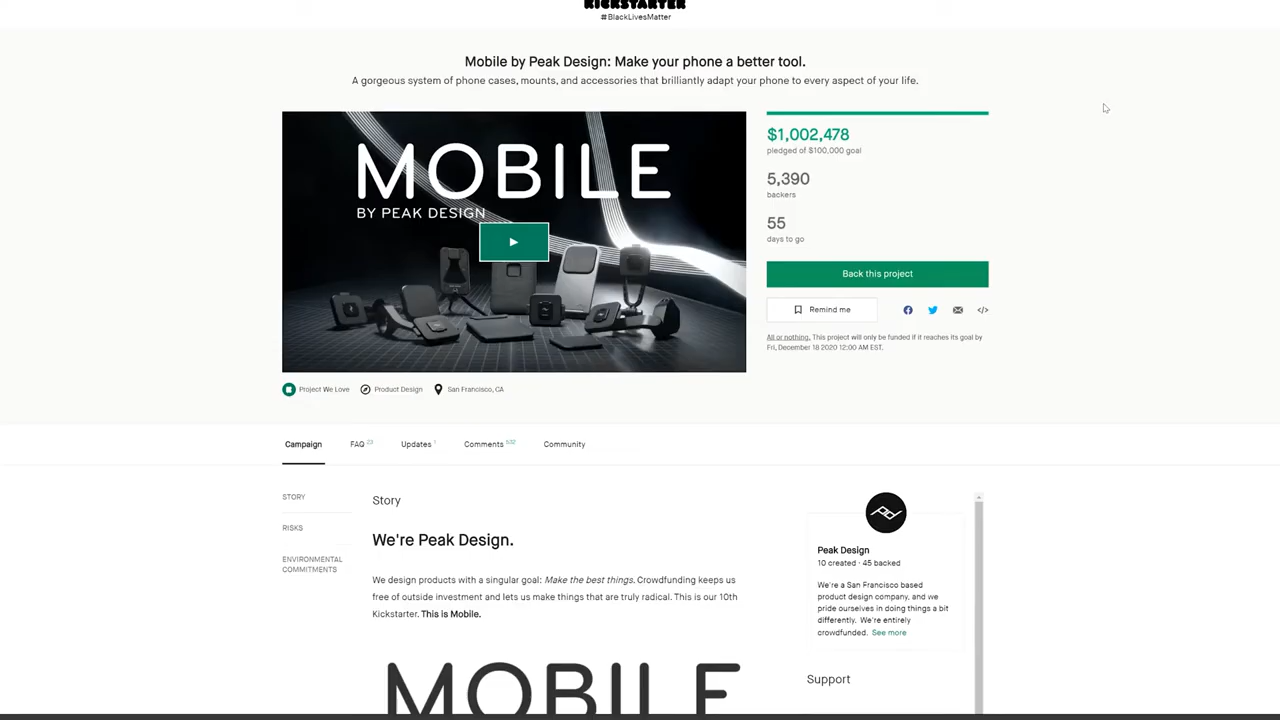 KICKSTARTER
#BlackLivesMatter
Mobile by Peak Design: Make your phone a better tool.
A gorgeous system of phone cases, mounts, and accessories that brilliantly adapt your phone to every aspect of your life.
MOBILE
BY PEAK DESIGN
$1,002,478
pledged of $100,000 goal
5,390
backers
55
days to go
Back this project
Remind me
All or nothing. This project will only be funded if it reaches its goal by
Fri, December 18 2020 12:00 AM EST.
Project We Love Product Design San Francisco, CA
Campaign FAQ 23 Updates 1 Comments 532 Community
STORY
RISKS
ENVIRONMENTAL
COMMITMENTS
Story
We're Peak Design.
We design products with a singular goal: Make the best things. Crowdfunding keeps us
free of outside investment and lets us make things that are truly radical. This is our 10th
Kickstarter. This is Mobile.
MOBILE
Peak Design
10 created · 45 backed
We're a San Francisco based
product design company, and we
pride ourselves in doing things a bit
differently. We're entirely
crowdfunded. See more
Support